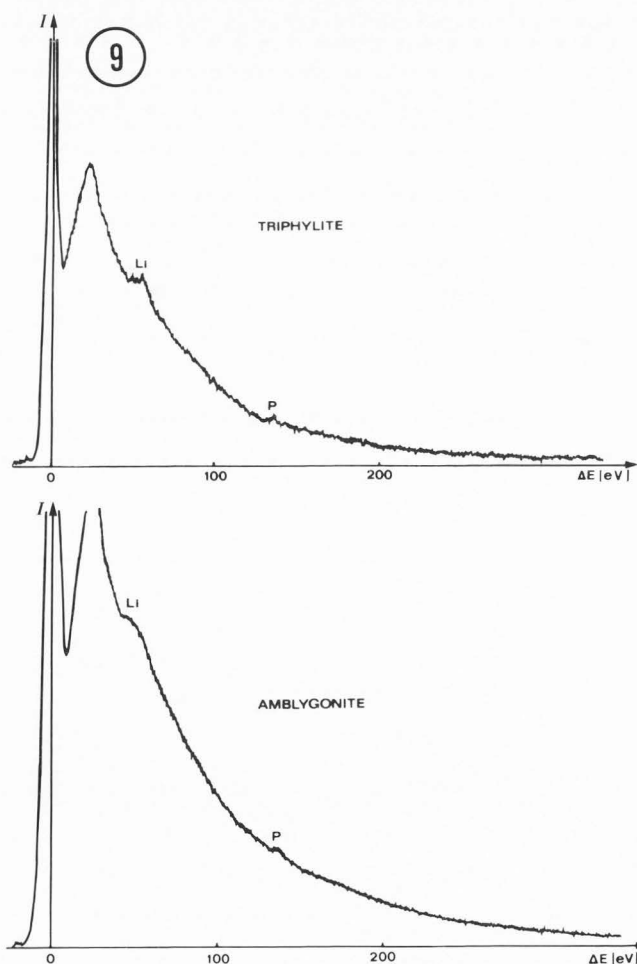 I
9
TRIPHYLITE
Li
P
0 100 200
ΔE |eV|
I
Li
AMBLYGONITE
P
0 100 200
ΔE |eV|